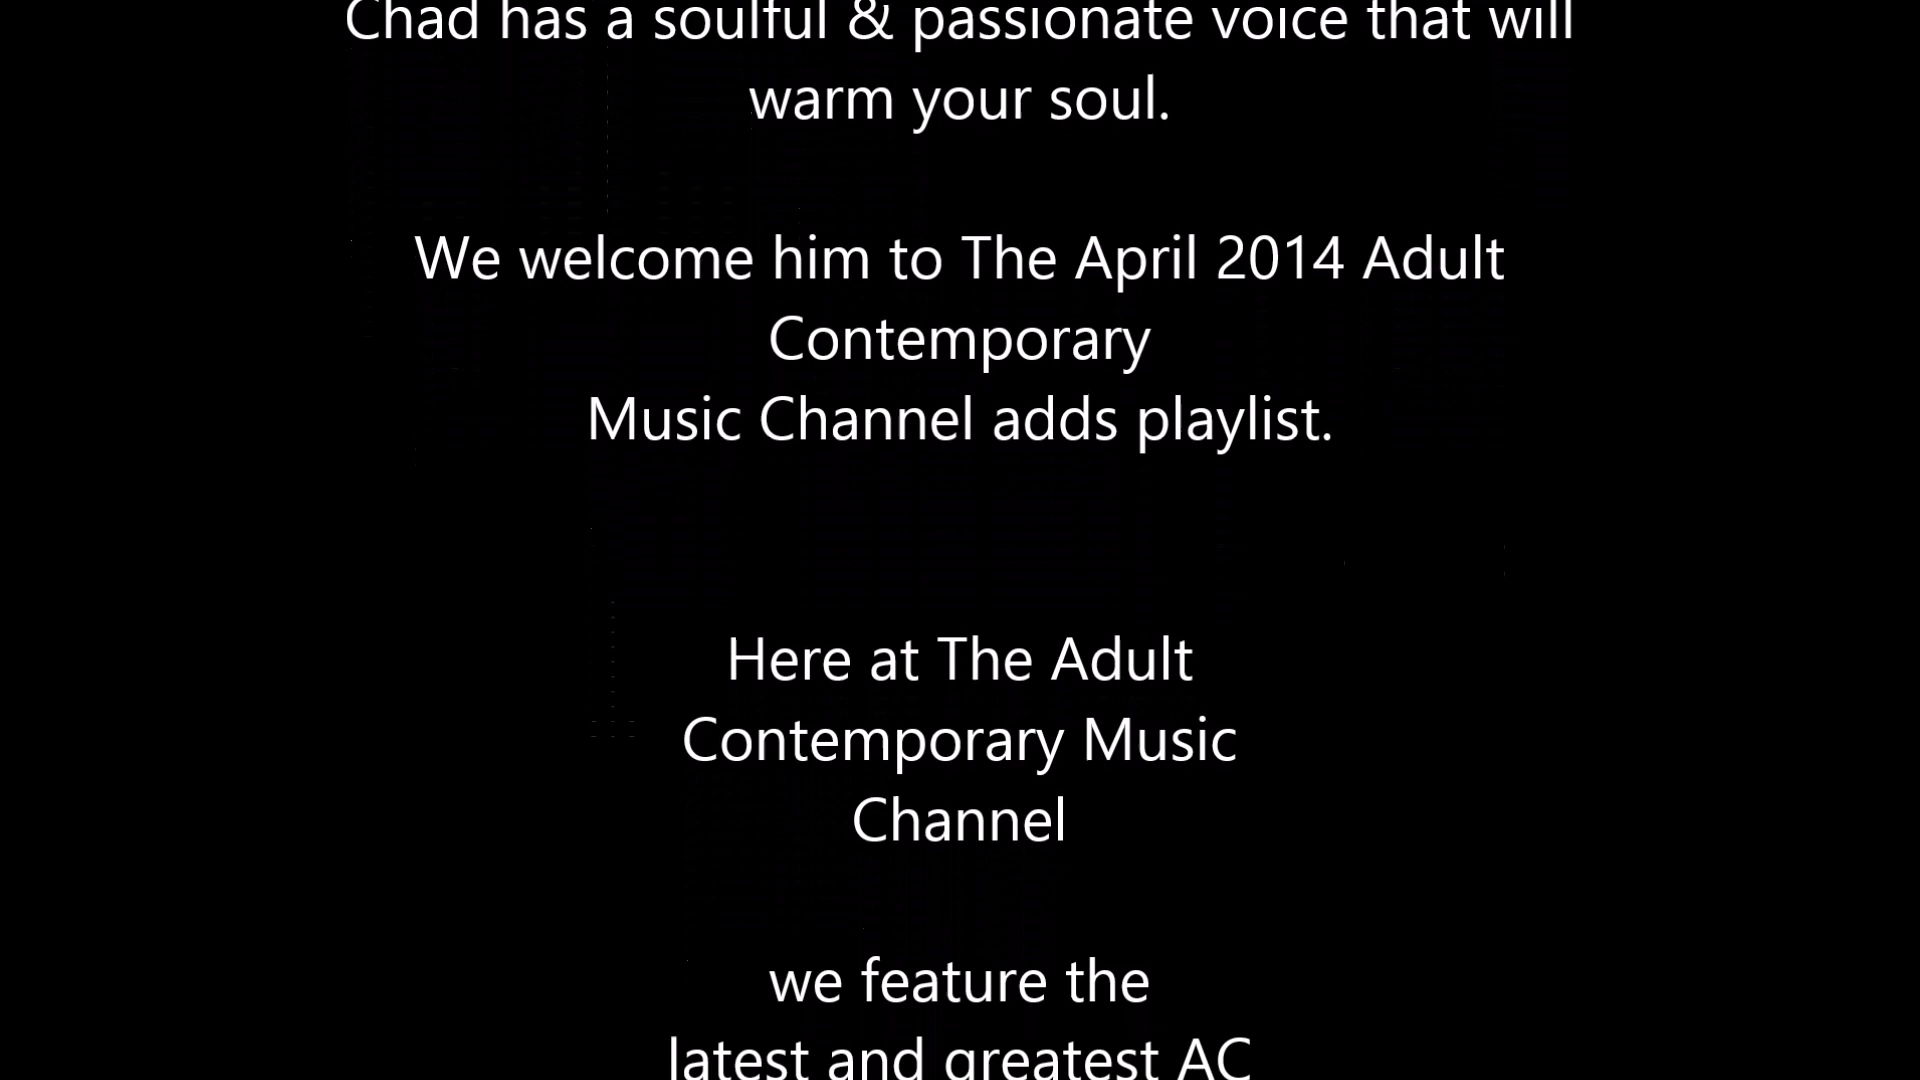 Chad has a soulful & passionate voice that will
warm your soul.
We welcome him to The April 2014 Adult
Contemporary
Music Channel adds playlist.
Here at The Adult
Contemporary Music
Channel
we feature the
latest and greatest AC